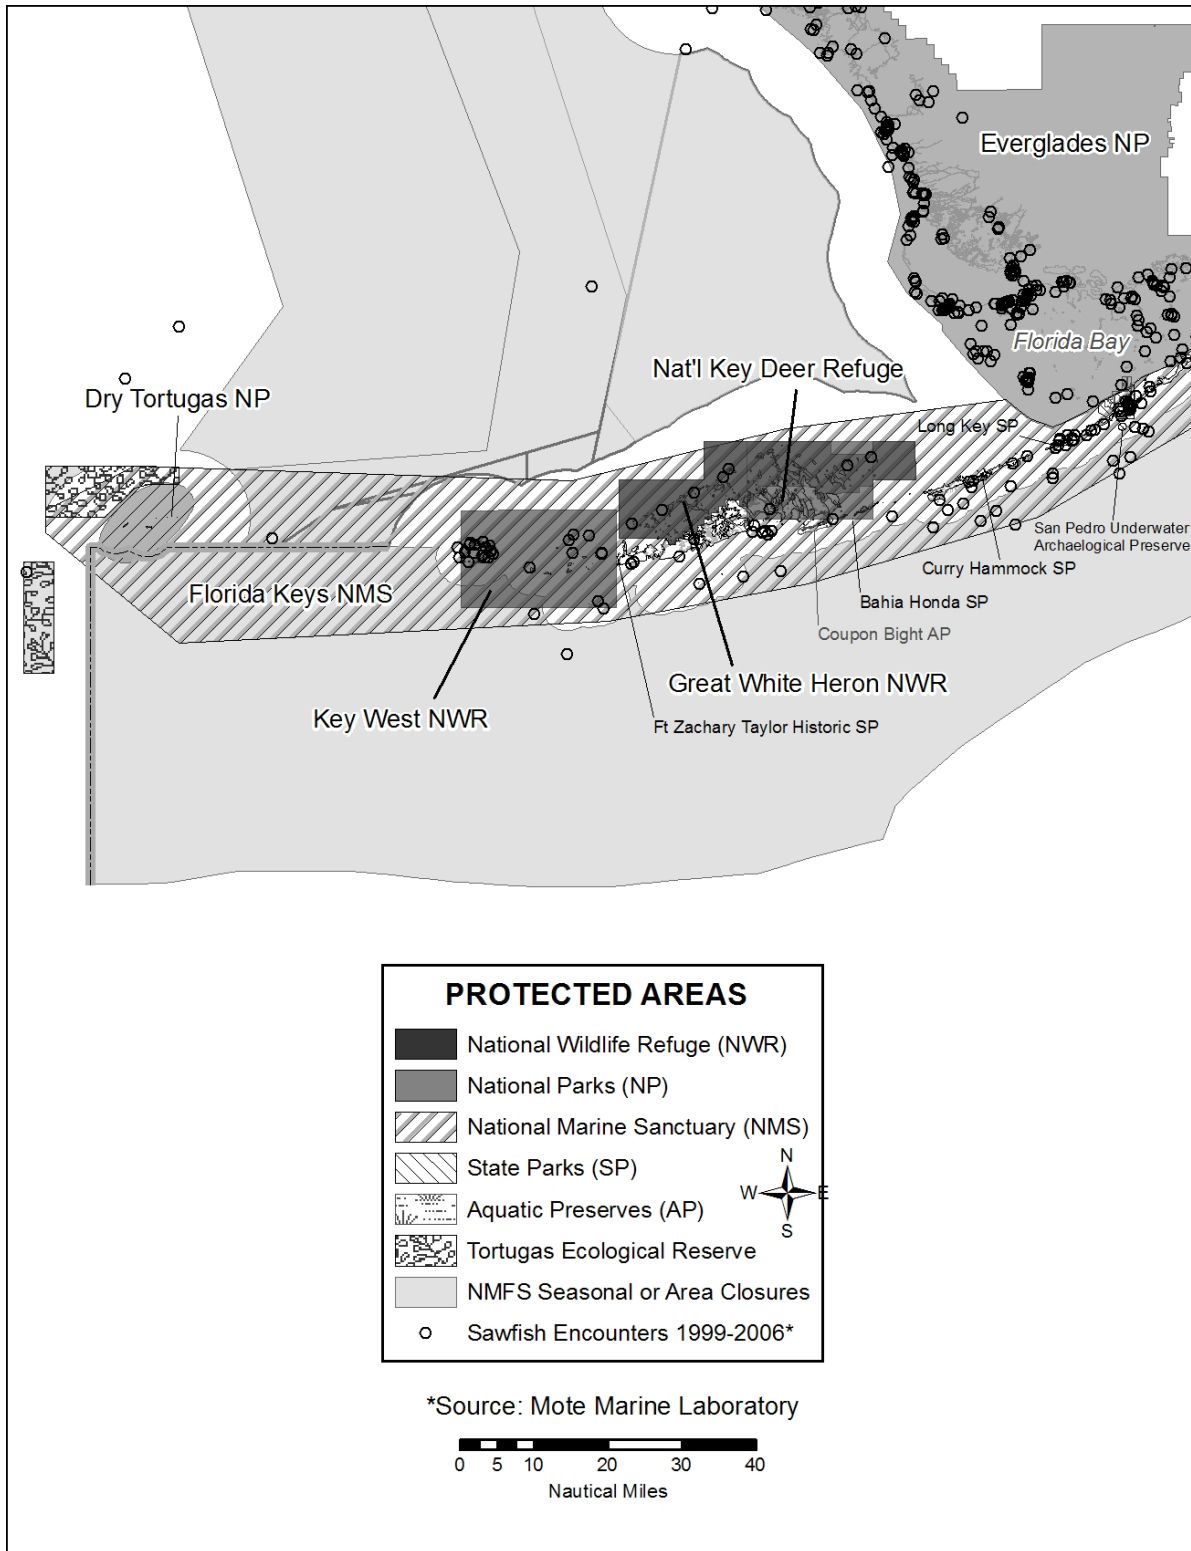 Everglades NP
Florida Bay
Nat'l Key Deer Refuge
Dry Tortugas NP
Long Key SP
San Pedro Underwater
Archaelogical Preserve
Curry Hammock SP
Florida Keys NMS
Bahia Honda SP
Coupon Bight AP
Great White Heron NWR
Key West NWR
Ft Zachary Taylor Historic SP
PROTECTED AREAS
National Wildlife Refuge (NWR)
National Parks (NP)
National Marine Sanctuary (NMS)
State Parks (SP)
Aquatic Preserves (AP)
Tortugas Ecological Reserve
NMFS Seasonal or Area Closures
Sawfish Encounters 1999-2006*
N
W E
S
*Source: Mote Marine Laboratory
0 5 10 20 30 40
Nautical Miles